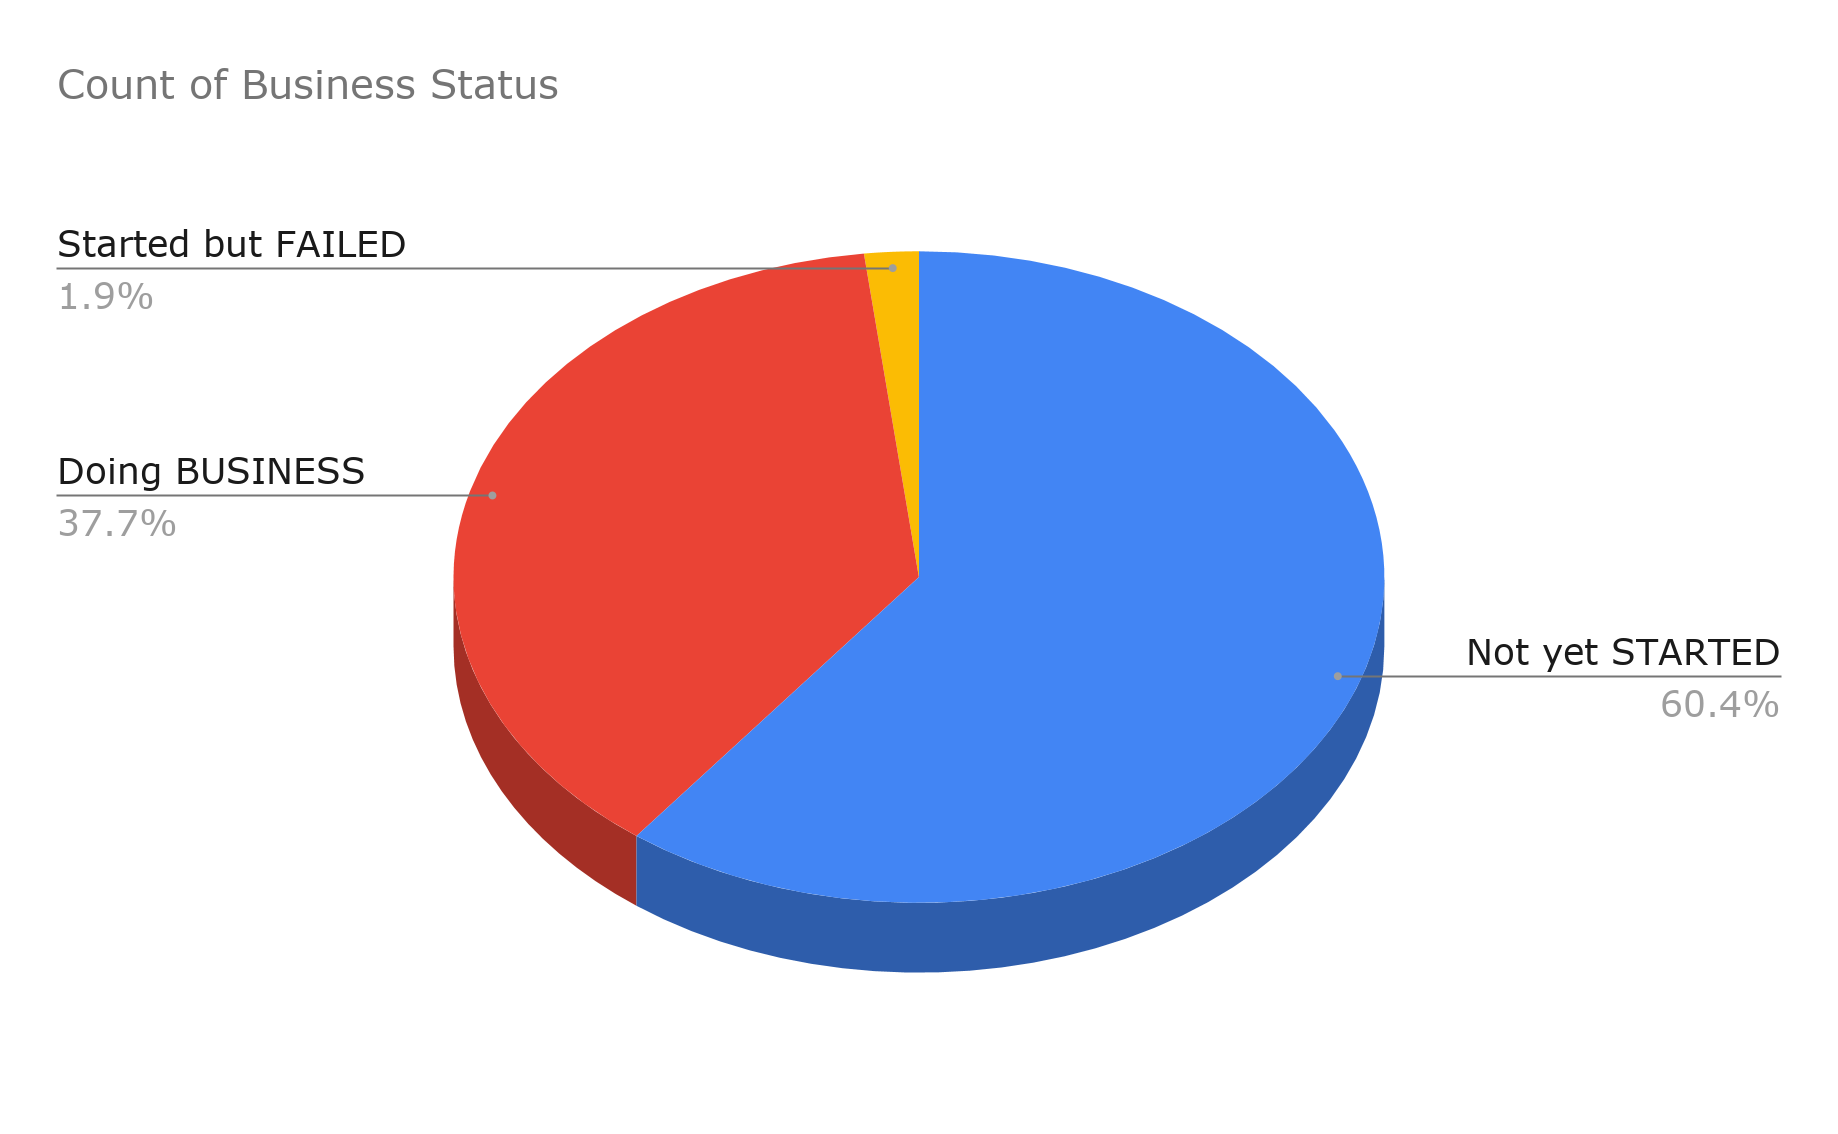 Count of Business Status
Started but FAILED
1.9%
Doing BUSINESS
37.7%
Not yet STARTED
60.4%